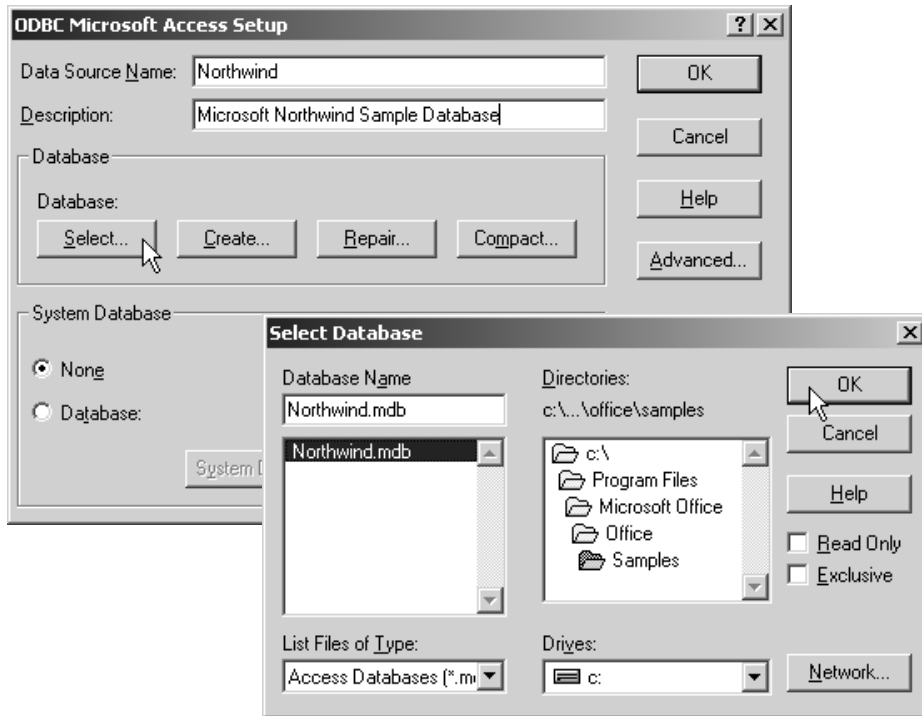 ODBC Microsoft Access Setup
Data Source Name: Northwind
OK
Description: Microsoft Northwind Sample Database
Cancel
Database
Database:
Help
Select... Create... Repair... Compact...
Advanced...
System Database
None
Database:
System
Select Database
Database Name
Northwind.mdb
Northwind.mdb
List Files of Type:
Access Databases (*.m
Directories:
c:\...\office\samples
c:\
Program Files
Microsoft Office
Office
Samples
Drives:
c:
OK
Cancel
Help
Read Only
Exclusive
Network...